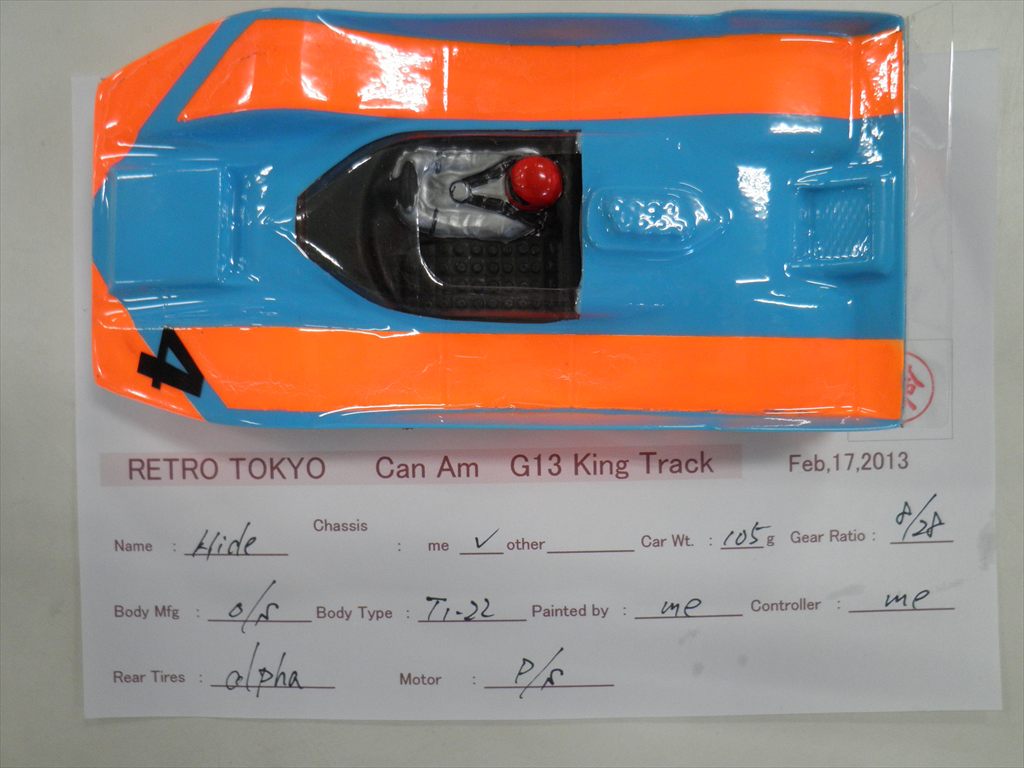 4
RETRO TOKYO Can Am G13 King Track Feb,17,2013
Name : Hide Chassis : me ✓ other Car Wt. : 105 g Gear Ratio : 8/28
Body Mfg : o/s Body Type : Ti-22 Painted by : me Controller : me
Rear Tires : alpha Motor : P/s